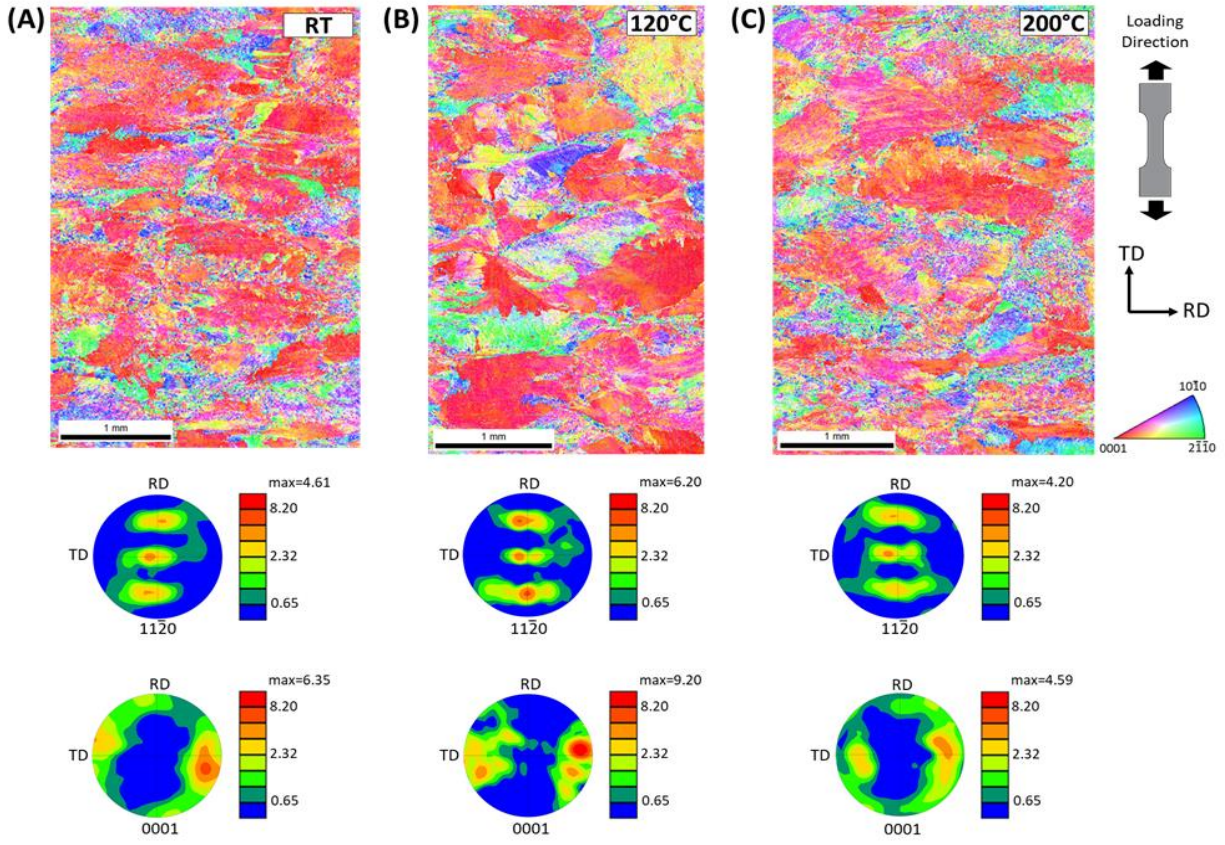 (A)
RT
(B)
120°C
(C)
200°C
Loading
Direction
TD
RD
101̅0
0001
21̅1̅0
1 mm
1 mm
1 mm
RD
max=4.61
8.20
TD
2.32
0.65
112̅0
RD
max=6.20
8.20
TD
2.32
0.65
112̅0
RD
max=4.20
8.20
TD
2.32
0.65
112̅0
RD
max=6.35
8.20
TD
2.32
0.65
0001
RD
max=9.20
8.20
TD
2.32
0.65
0001
RD
max=4.59
8.20
TD
2.32
0.65
0001